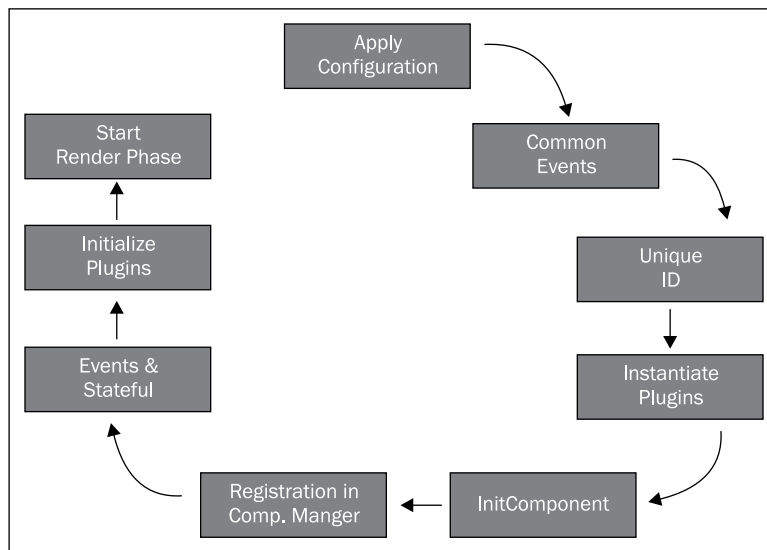 Apply
Configuration
Common
Events
Unique
ID
Instantiate
Plugins
InitComponent
Registration in
Comp. Manger
Events &
Stateful
Initialize
Plugins
Start
Render Phase